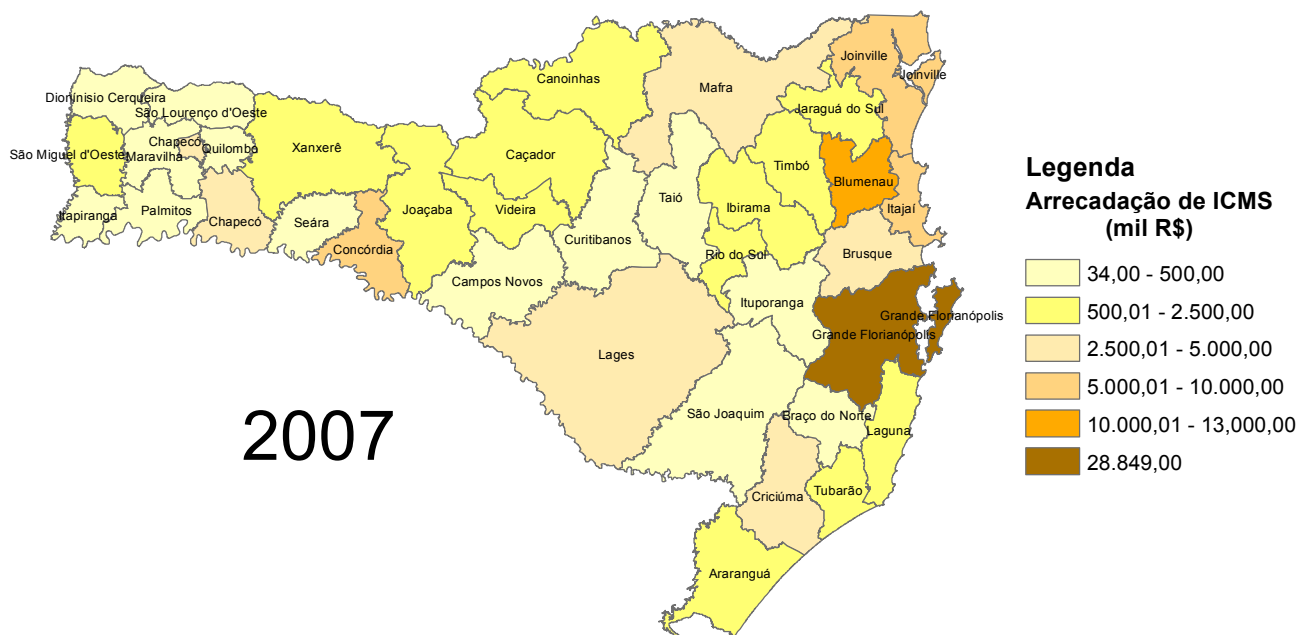 Joinville
Joinville
Canoinhas
Mafra
Dionísio Cerqueira
São Lourenço d'Oeste
Jaraguá do Sul
Chapecó
Quilombo
Xanxerê
São Miguel d'Oeste
Maravilha
Caçador
Timbó
Blumenau
Taió
Ibirama
Itapiranga
Palmitos
Chapecó
Seára
Joaçaba
Videira
Itajaí
Curitibanos
Concórdia
Rio do Sul
Brusque
Campos Novos
Ituporanga
Grande Florianópolis
Grande Florianópolis
Lages
São Joaquim
Braço do Norte
Laguna
Criciúma
Tubarão
Araranguá
2007
Legenda
Arrecadação de ICMS
(mil R$)
34,00 - 500,00
500,01 - 2.500,00
2.500,01 - 5.000,00
5.000,01 - 10.000,00
10.000,01 - 13,000,00
28.849,00